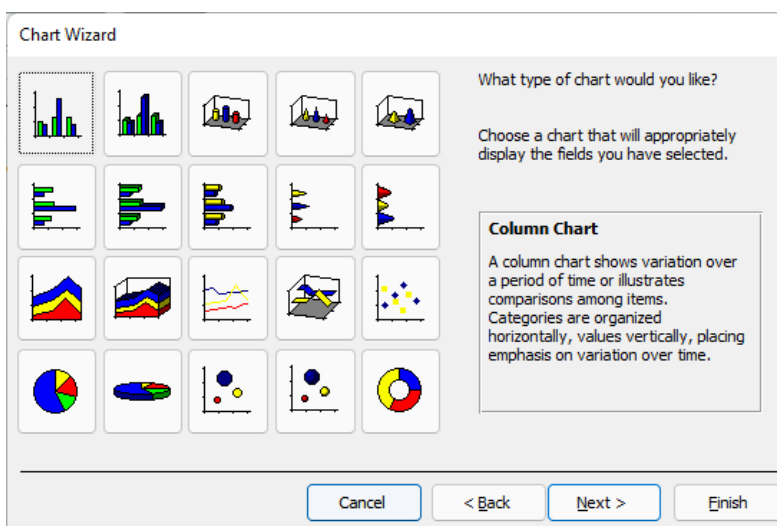 Chart Wizard
What type of chart would you like?
Choose a chart that will appropriately
display the fields you have selected.
Column Chart
A column chart shows variation over
a period of time or illustrates
comparisons among items.
Categories are organized
horizontally, values vertically, placing
emphasis on variation over time.
Cancel
< Back
Next >
Finish